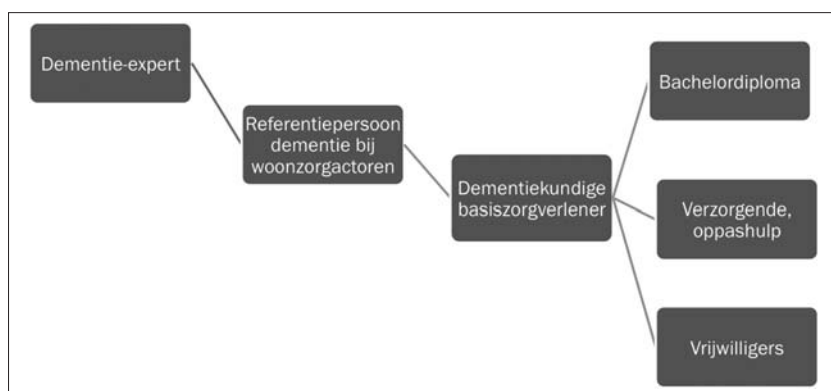 Dementie-expert
Referentiepersoon
dementie bij
woonzorgactoren
Dementiekundige
basiszorgverlener
Bachelordiploma
Verzorgende,
oppashulp
Vrijwilligers